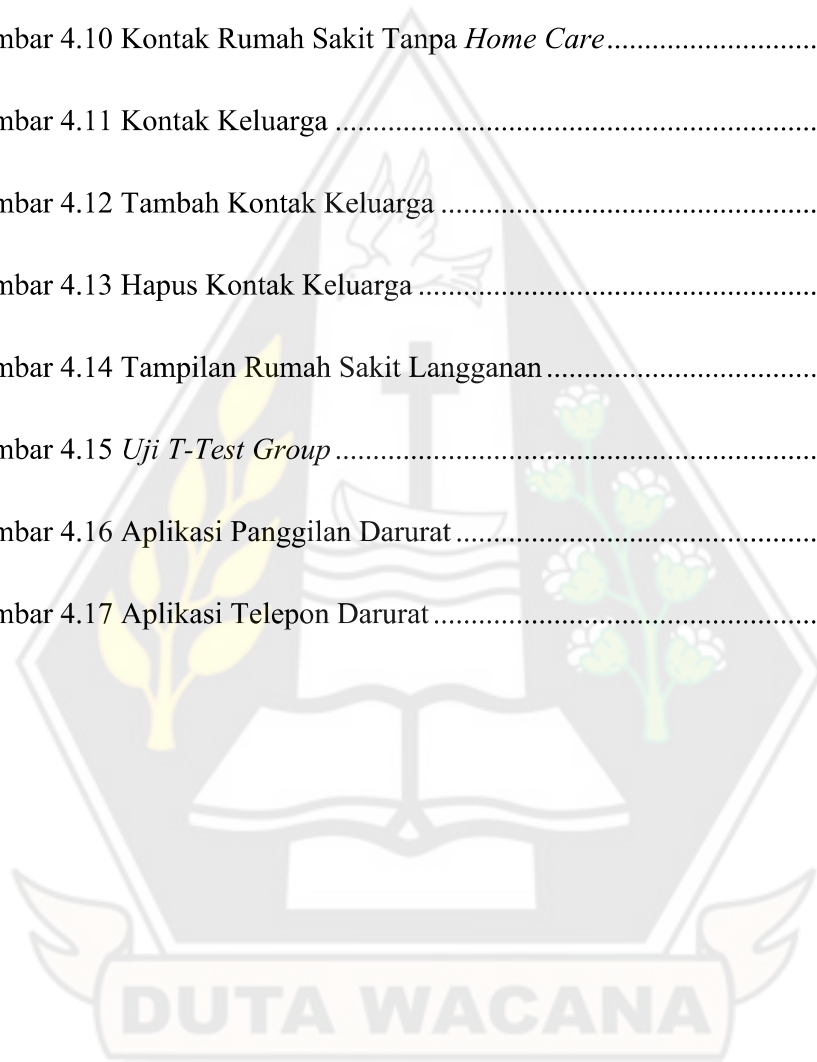 mbar 4.10 Kontak Rumah Sakit Tanpa Home Care............................
mbar 4.11 Kontak Keluarga ................................................................
mbar 4.12 Tambah Kontak Keluarga ..................................................
mbar 4.13 Hapus Kontak Keluarga .....................................................
mbar 4.14 Tampilan Rumah Sakit Langganan ....................................
mbar 4.15 Uji T-Test Group ................................................................
mbar 4.16 Aplikasi Panggilan Darurat ................................................
mbar 4.17 Aplikasi Telepon Darurat ...................................................
DUTA WACANA